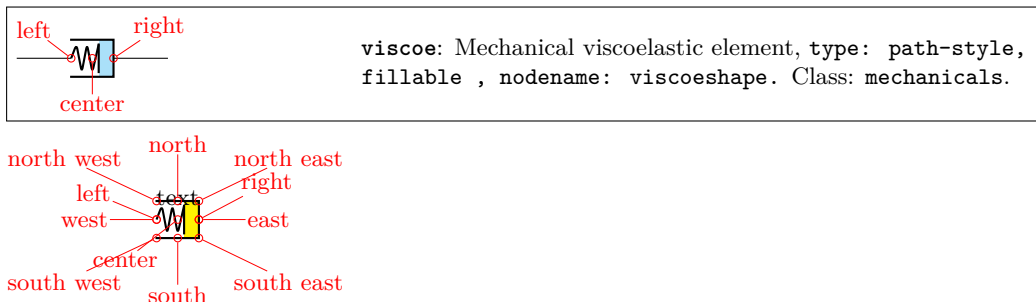 left
right
center
viscoe: Mechanical viscoelastic element, type: path-style,
fillable , nodename: viscoeshape. Class: mechanicals.
north
north west
north east
text
left
right
west
east
center
south west
south east
south